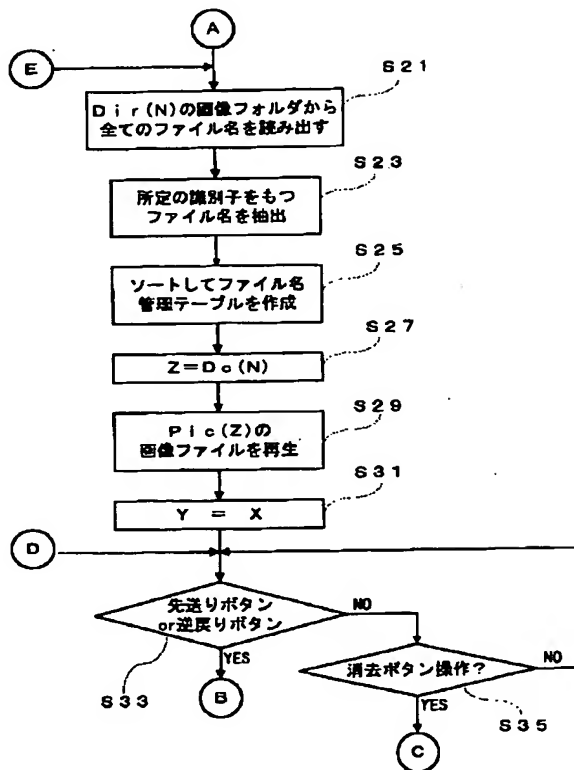 A
E
S21
Dir(N)の画像フォルダから
全てのファイル名を読み出す
S23
所定の識別子をもつ
ファイル名を抽出
S25
ソートしてファイル名
管理テーブルを作成
S27
Z=Dc(N)
S29
Pic(Z)の
画像ファイルを再生
S31
Y = X
D
先送りボタン
or逆戻りボタン
NO
YES
S33
B
消去ボタン操作?
NO
YES
S35
C